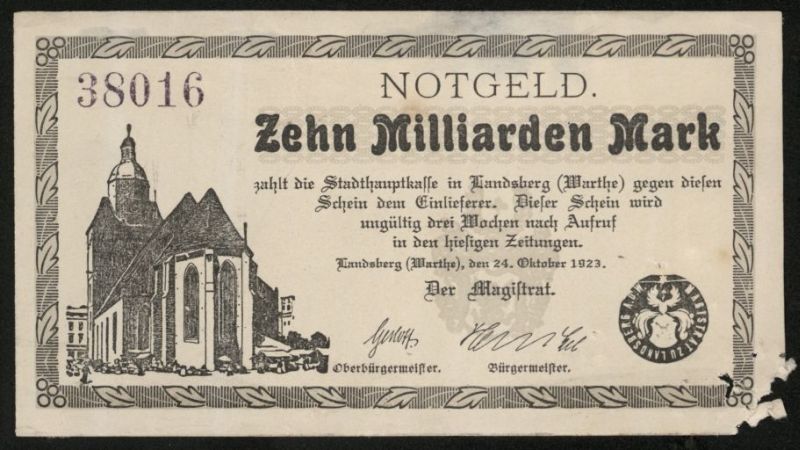 38016
NOTGELD.
Zehn Milliarden Mark
zahlt die Stadthauptkasse in Landsberg (Warthe) gegen diesen
Schein dem Einlieferer. Dieser Schein wird
ungültig drei Wochen nach Aufruf
in den hiesigen Zeitungen.
Landsberg (Warthe), den 24. Oktober 1923.
Der Magistrat.
Gerloff
Oberbürgermeister. Bürgermeister.